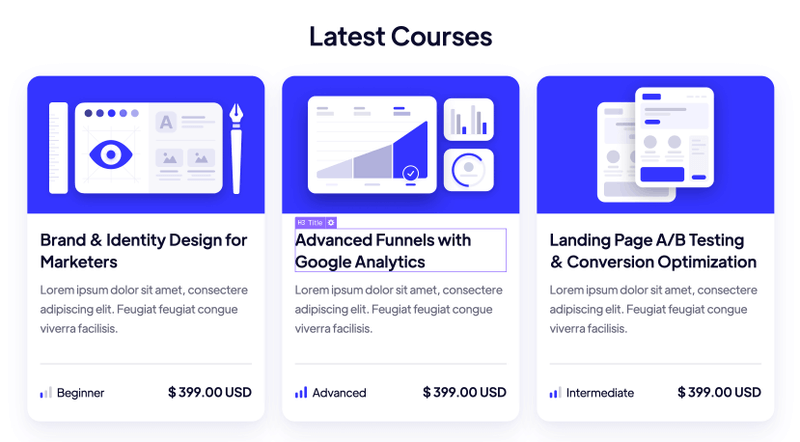 Latest Courses
A
Brand & Identity Design for
Marketers
Lorem ipsum dolor sit amet, consectere
adipiscing elit. Feugiat feugiat congue
viverra facilisis.
Beginner
$ 399.00 USD
H3 Title
Advanced Funnels with
Google Analytics
Lorem ipsum dolor sit amet, consectere
adipiscing elit. Feugiat feugiat congue
viverra facilisis.
Advanced
$ 399.00 USD
Landing Page A/B Testing
& Conversion Optimization
Lorem ipsum dolor sit amet, consectere
adipiscing elit. Feugiat feugiat congue
viverra facilisis.
Intermediate
$ 399.00 USD